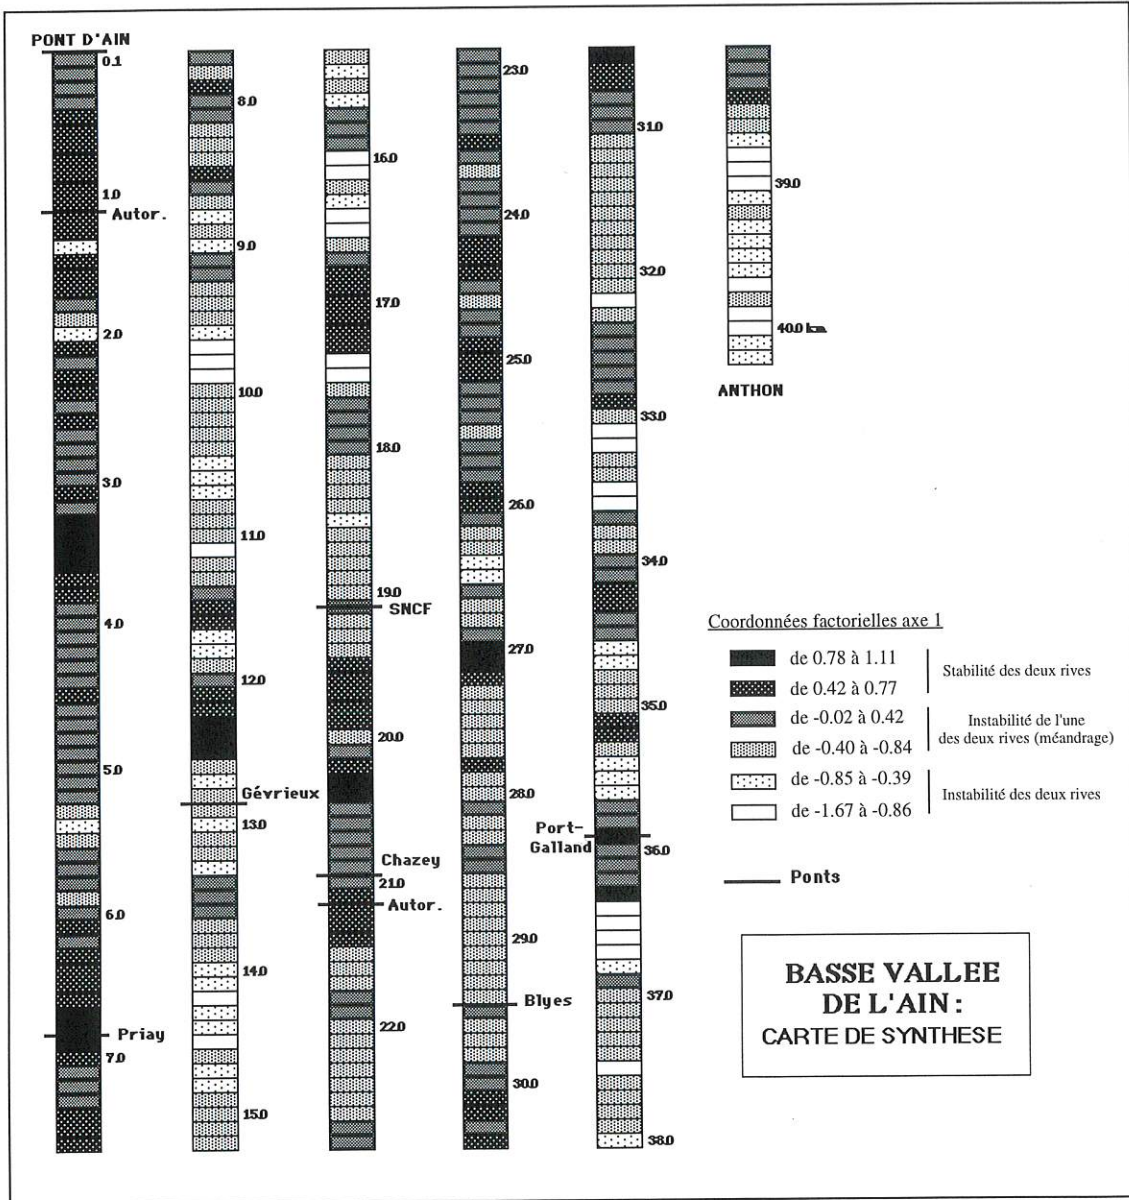 PONT D'AIN
0.1
1.0
Autor.
2.0
3.0
4.0
5.0
6.0
Priay
7.0
8.0
9.0
10.0
11.0
12.0
Gévrieux
13.0
14.0
15.0
16.0
17.0
18.0
19.0
SNCF
20.0
Chazey
21.0
Autor.
22.0
23.0
24.0
25.0
26.0
27.0
28.0
29.0
Blyes
30.0
31.0
32.0
33.0
34.0
35.0
Port-
Galland
36.0
37.0
38.0
39.0
40.0 km
ANTHON
Coordonnées factorielles axe 1
de 0.78 à 1.11
de 0.42 à 0.77
Stabilité des deux rives
de -0.02 à 0.42
de -0.40 à -0.84
Instabilité de l'une
des deux rives (méandrage)
de -0.85 à -0.39
de -1.67 à -0.86
Instabilité des deux rives
Ponts
BASSE VALLEE
DE L'AIN :
CARTE DE SYNTHESE